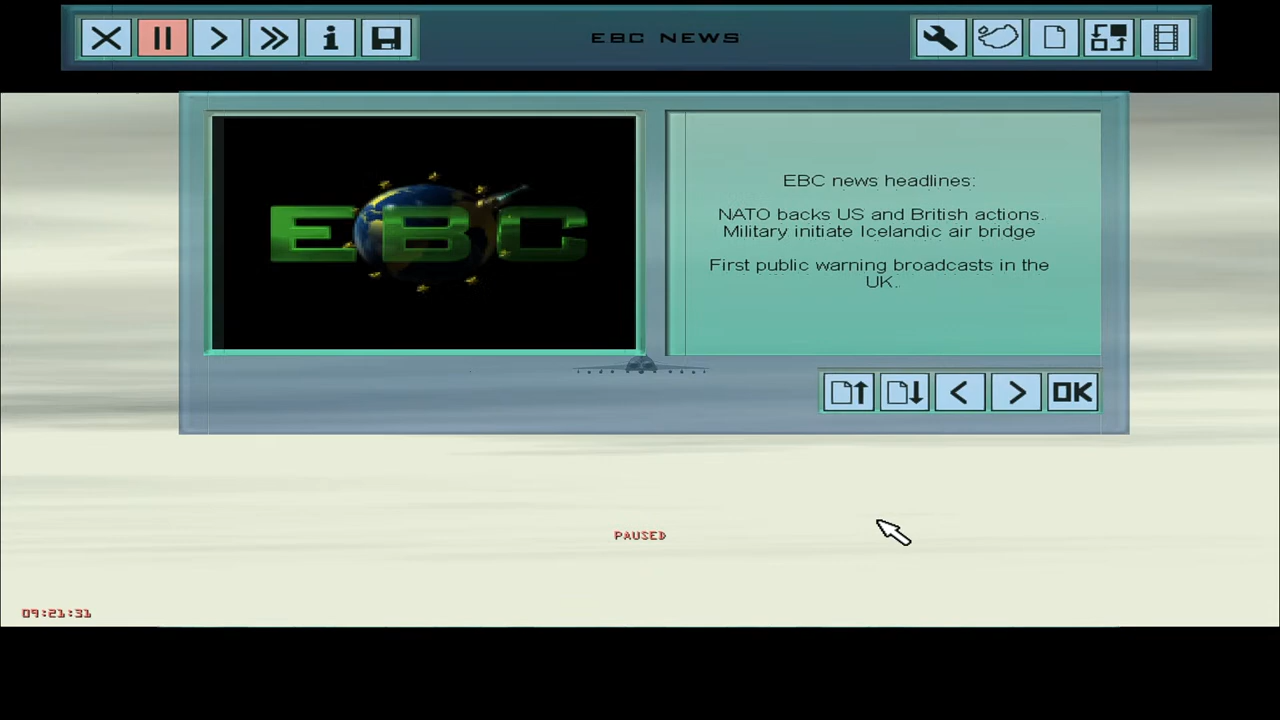 EBC NEWS
EBC
EBC news headlines:
NATO backs US and British actions.
Military initiate Icelandic air bridge
First public warning broadcasts in the
UK.
OK
PAUSED
09:21:31